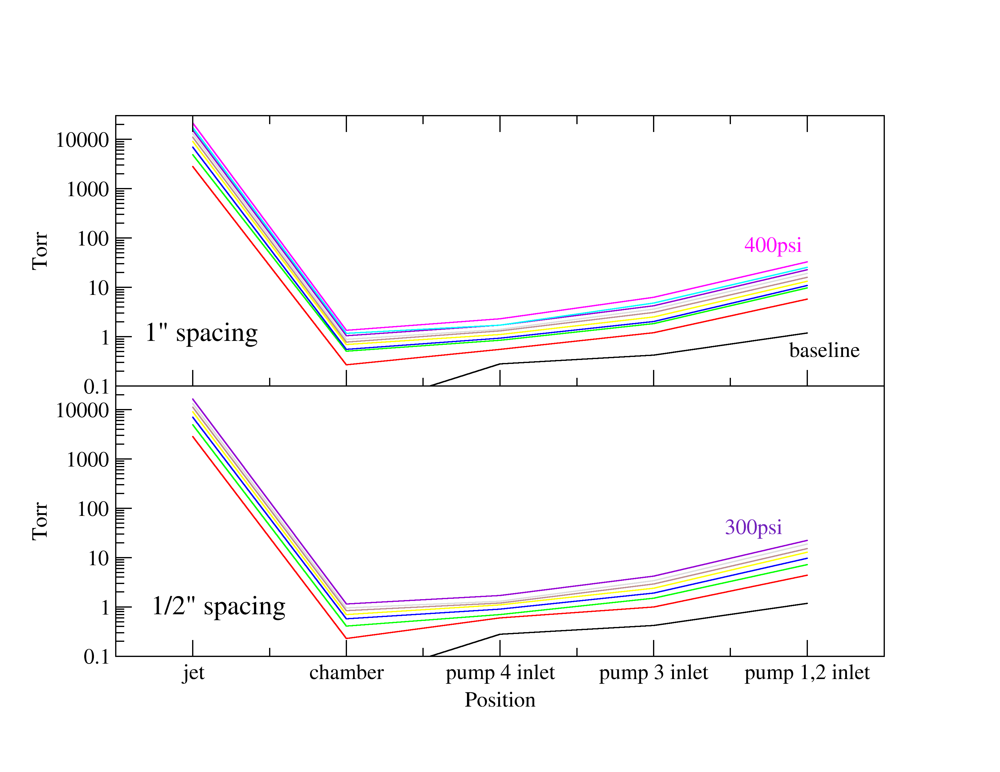 10000
1000
Torr
100
400psi
10
1" spacing
1
baseline
0.1
10000
1000
Torr
100
300psi
10
1/2" spacing
1
0.1
jet chamber pump 4 inlet pump 3 inlet pump 1,2 inlet
Position